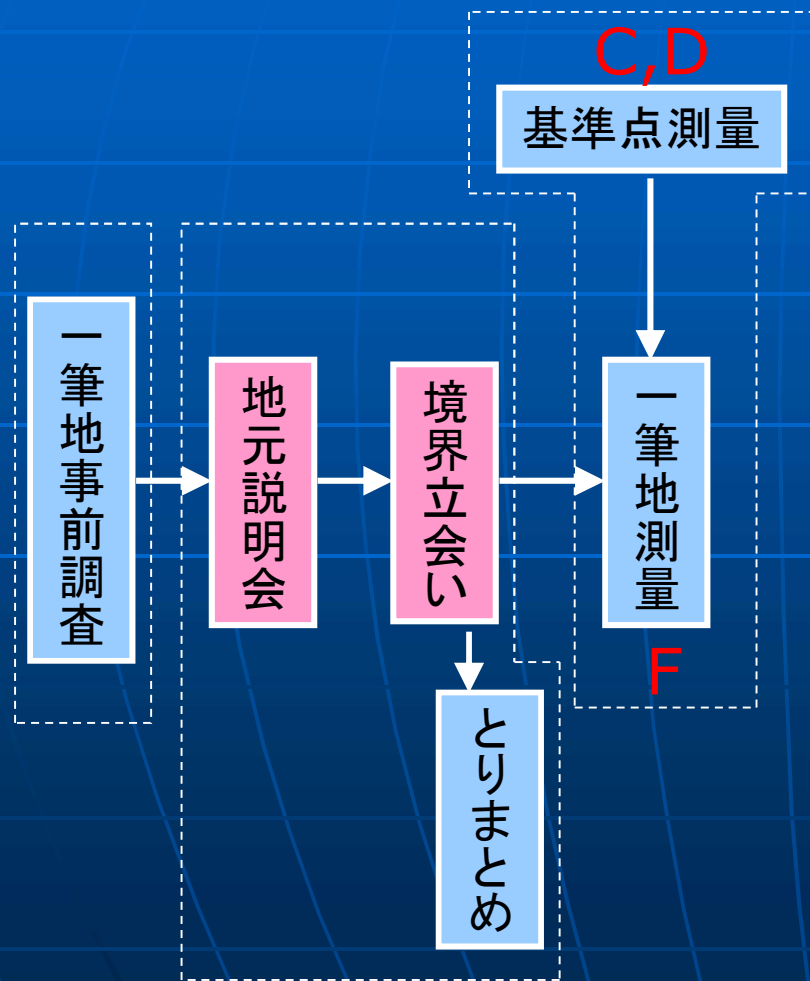 C,D
基準点測量
一筆地事前調査
地元説明会
境界立会い
一筆地測量
F
とりまとめ